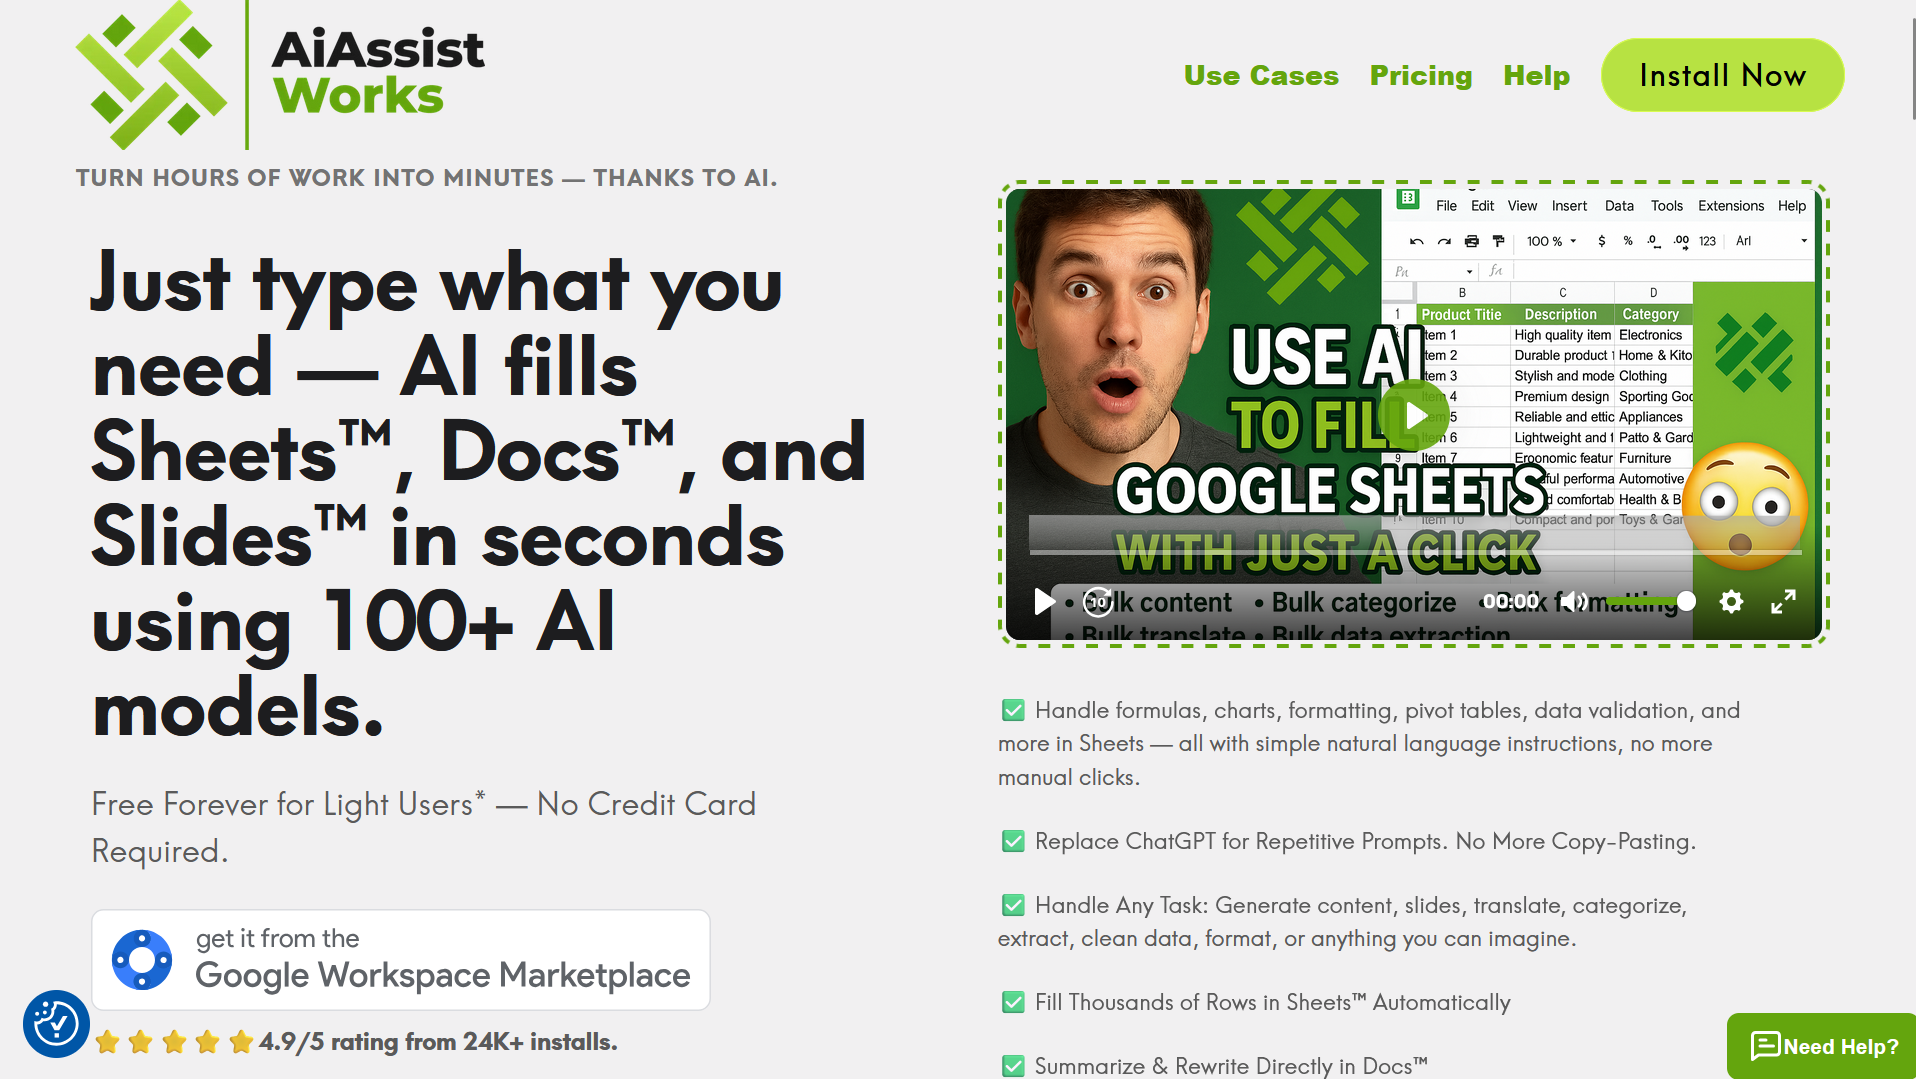 AiAssist
Works
Use Cases
Pricing
Help
Install Now
TURN HOURS OF WORK INTO MINUTES — THANKS TO AI.
Just type what you
need — AI fills
Sheets™, Docs™, and
Slides™ in seconds
using 100+ AI
models.
Free Forever for Light Users* — No Credit Card
Required.
get it from the
Google Workspace Marketplace
4.9/5 rating from 24K+ installs.
File Edit View Insert Data Tools Extensions Help
100 % $ % .0 .00 123 Arl
B C D
1 Product Titie Description Category
Item 1 High quality item Electronics
Item 2 Durable product Home & Kito
Item 3 Stylish and mode Clothing
Item 4 Premium design Sporting Goo
Item 5 Reliable and ettic Appliances
Item 6 Lightweight and f Patto & Gard
9 Item 7 Eroonomic featur Furniture
performa Automotive
comfortab Health & B
Item 10 Compact and por Toys & Gar
USE AI
TO FILL
GOOGLE SHEETS
WITH JUST A CLICK
• Bulk content • Bulk categorize • Bulk formatting
• Bulk translate • Bulk data extraction
10
00:00
Handle formulas, charts, formatting, pivot tables, data validation, and
more in Sheets — all with simple natural language instructions, no more
manual clicks.
Replace ChatGPT for Repetitive Prompts. No More Copy-Pasting.
Handle Any Task: Generate content, slides, translate, categorize,
extract, clean data, format, or anything you can imagine.
Fill Thousands of Rows in Sheets™ Automatically
Summarize & Rewrite Directly in Docs™
Need Help?